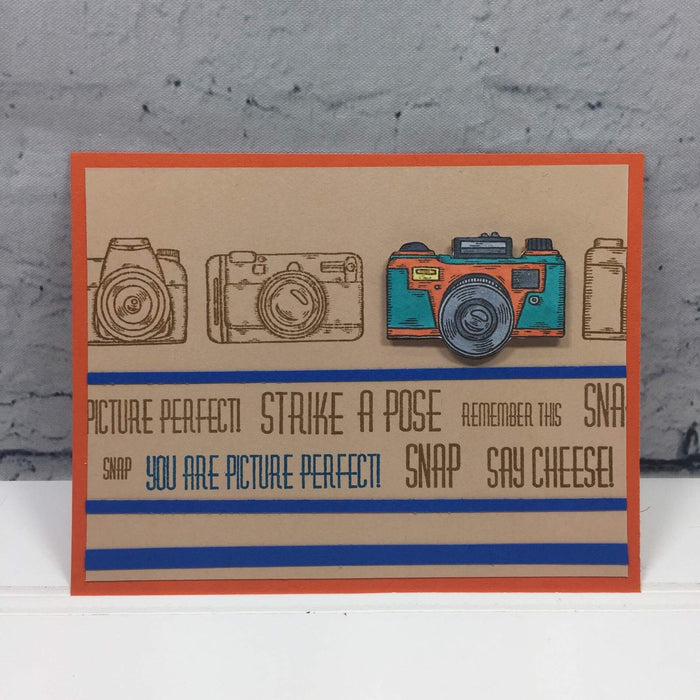 PICTURE PERFECT! STRIKE A POSE REMEMBER THIS SNA
SNAP YOU ARE PICTURE PERFECT! SNAP SAY CHEESE!